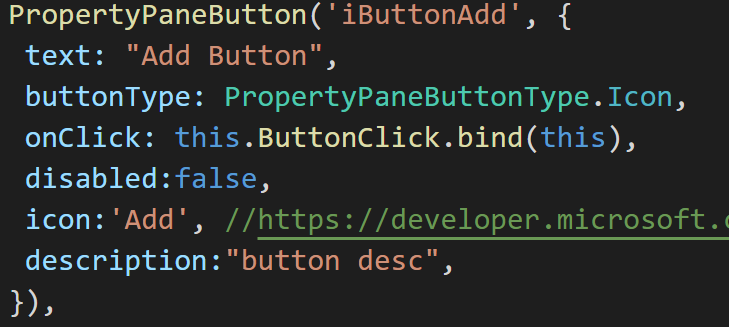 PropertyPaneButton('iButtonAdd', {
text: "Add Button",
buttonType: PropertyPaneButtonType.Icon,
onClick: this.ButtonClick.bind(this),
disabled:false,
icon:'Add', //https://developer.microsoft.
description:"button desc",
}),